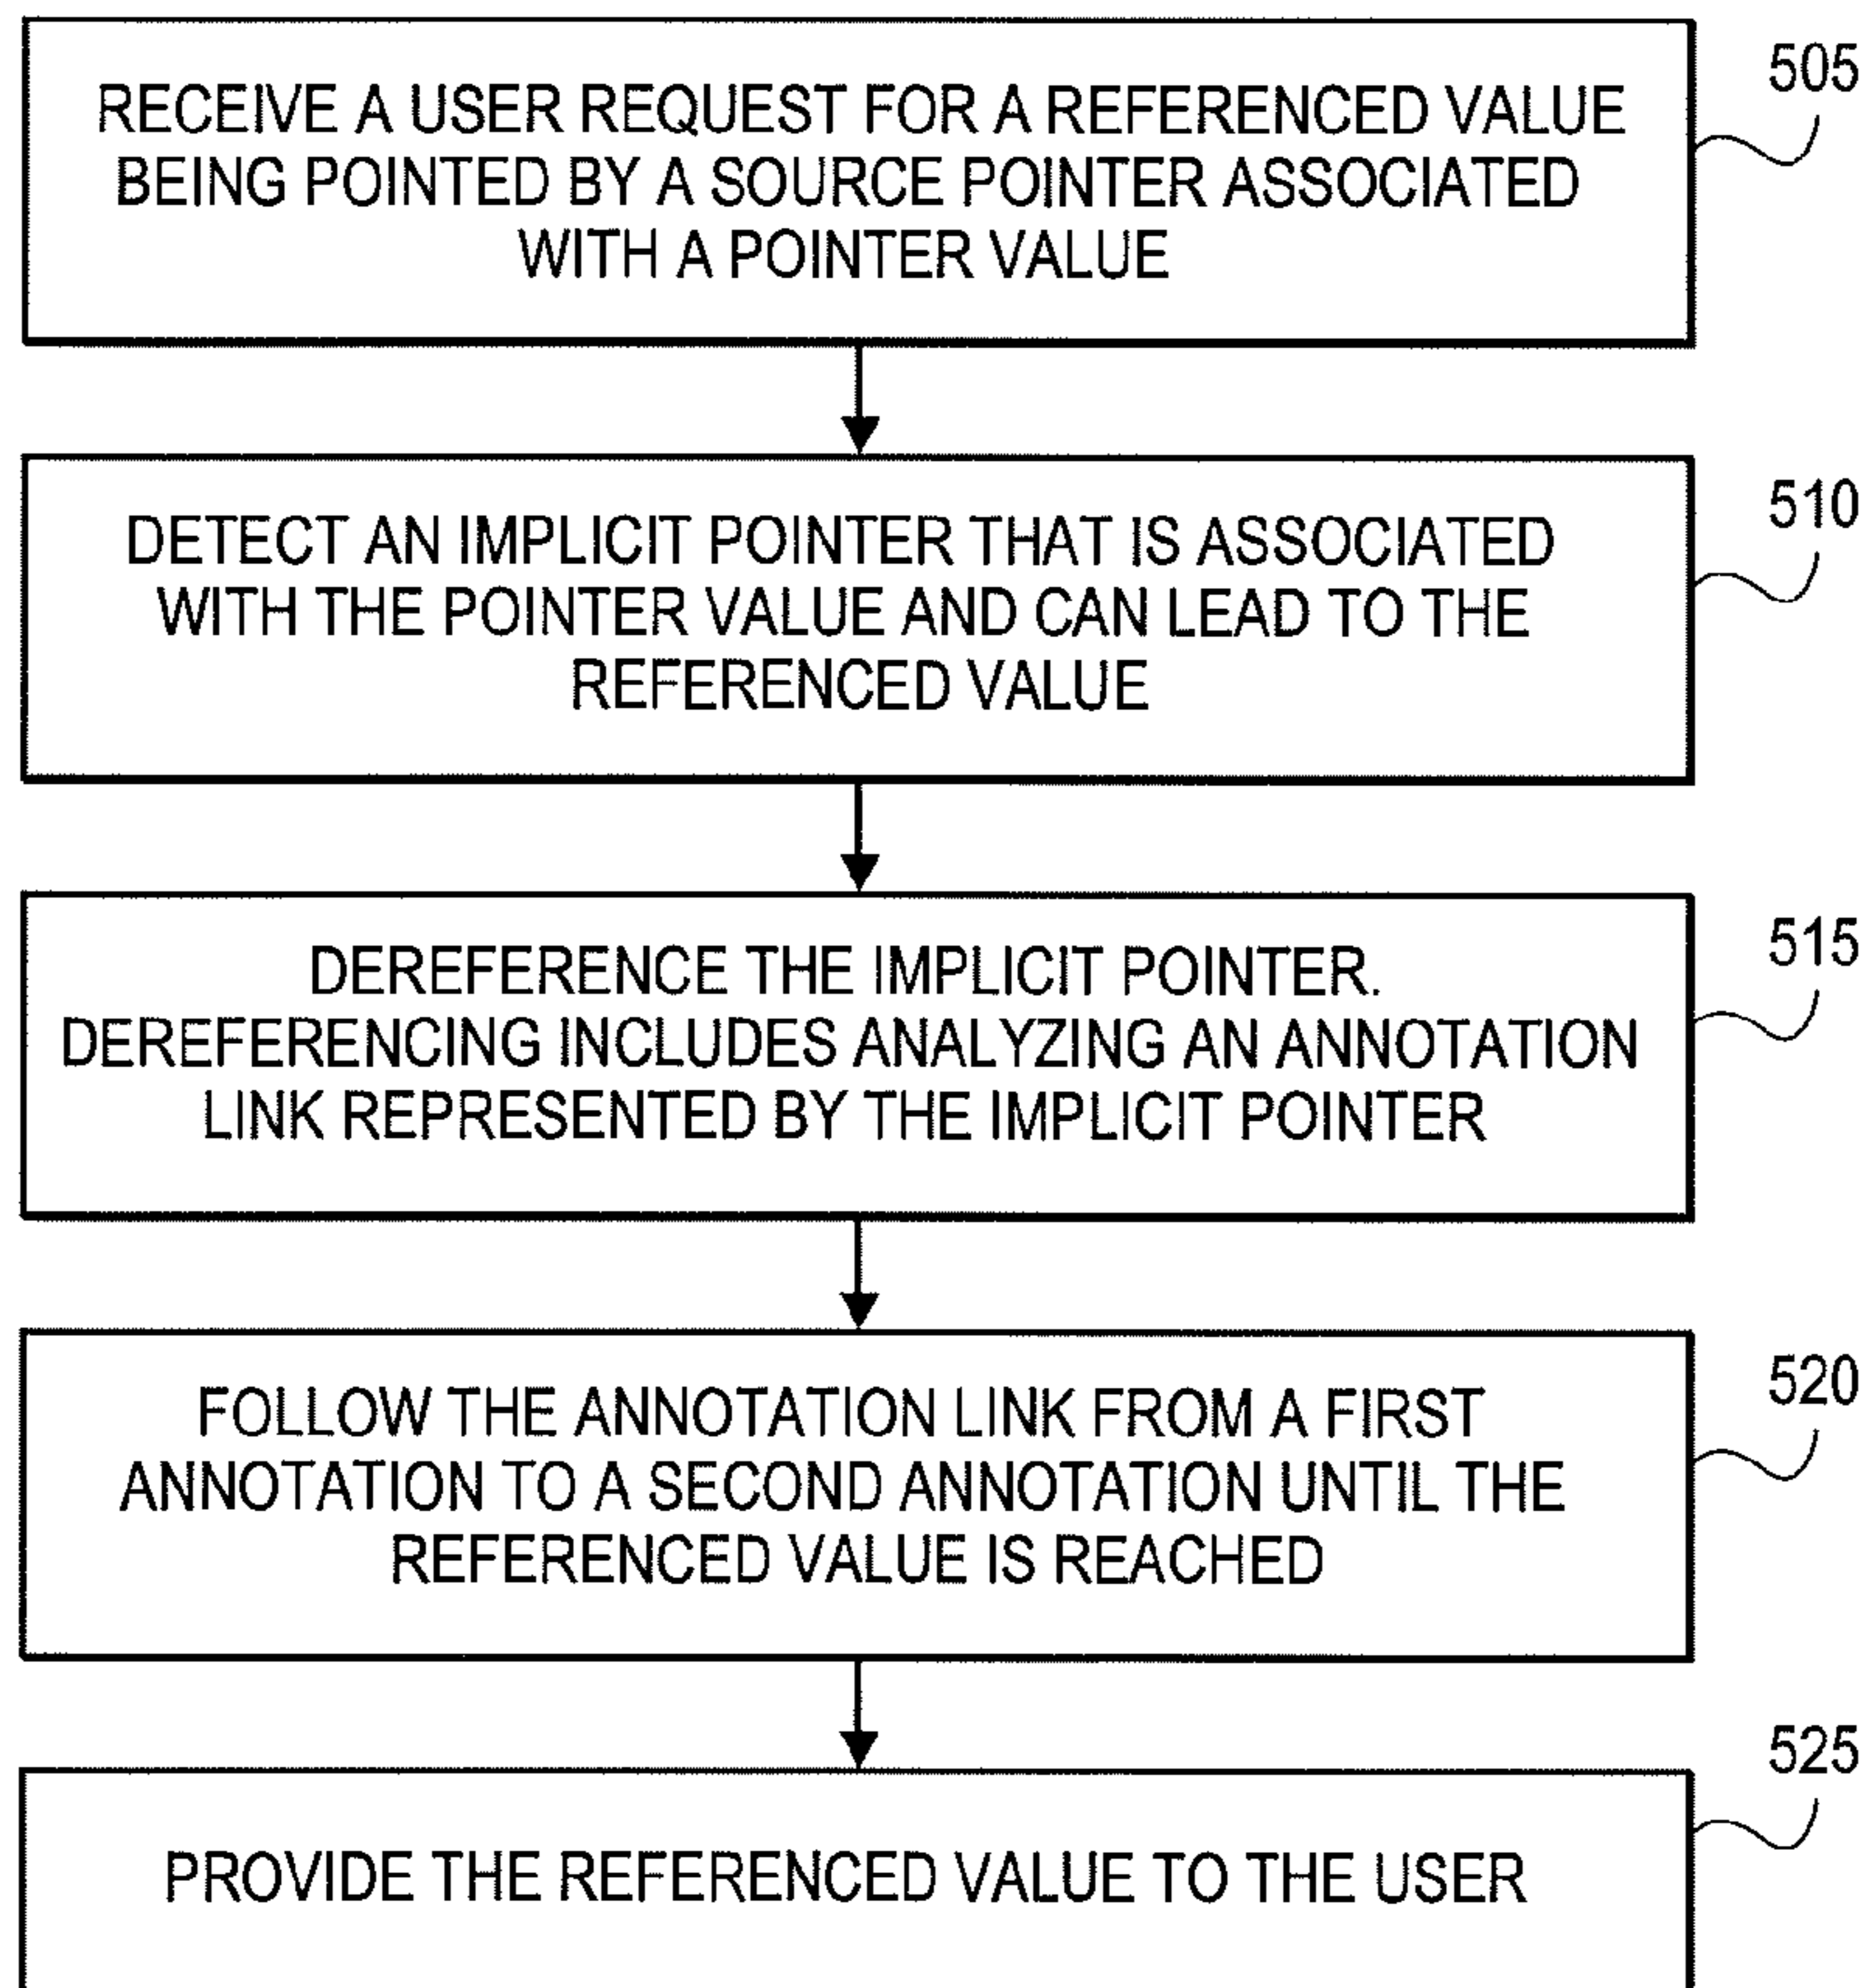 505
RECEIVE A USER REQUEST FOR A REFERENCED VALUE
BEING POINTED BY A SOURCE POINTER ASSOCIATED
WITH A POINTER VALUE
510
DETECT AN IMPLICIT POINTER THAT IS ASSOCIATED
WITH THE POINTER VALUE AND CAN LEAD TO THE
REFERENCED VALUE
515
DEREFERENCE THE IMPLICIT POINTER.
DEREFERENCING INCLUDES ANALYZING AN ANNOTATION
LINK REPRESENTED BY THE IMPLICIT POINTER
520
FOLLOW THE ANNOTATION LINK FROM A FIRST
ANNOTATION TO A SECOND ANNOTATION UNTIL THE
REFERENCED VALUE IS REACHED
525
PROVIDE THE REFERENCED VALUE TO THE USER